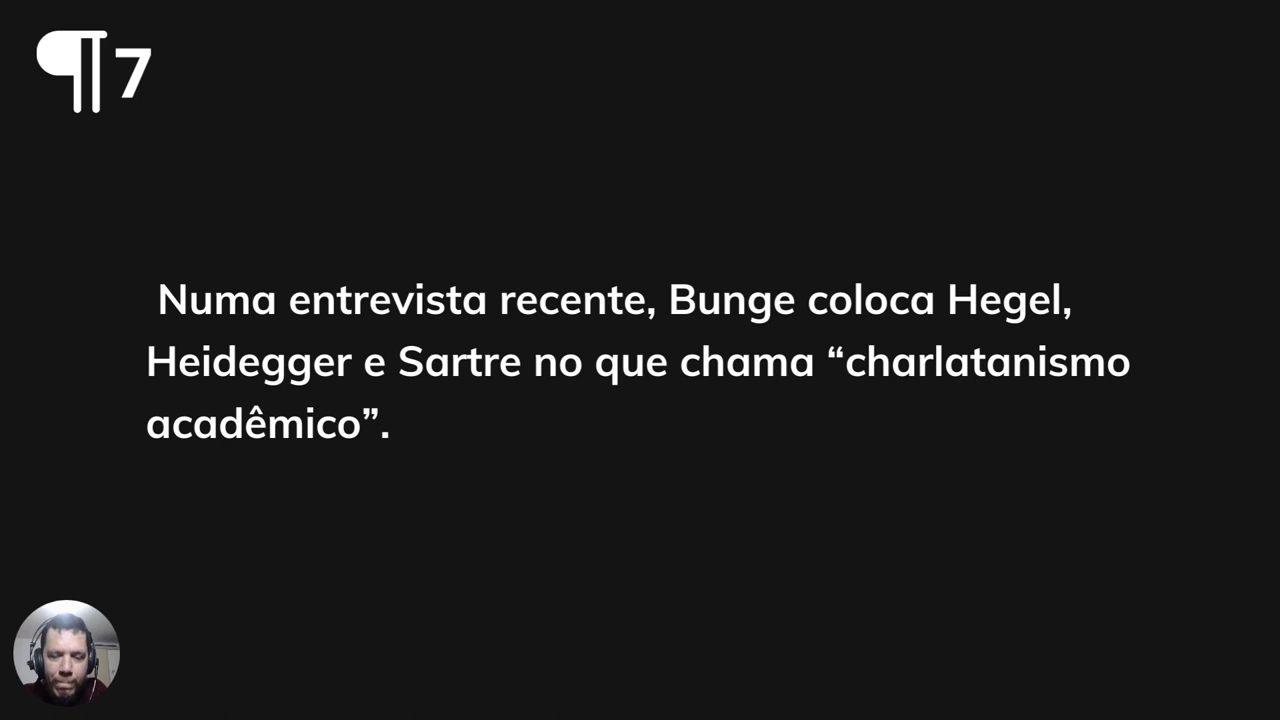 ¶7
Numa entrevista recente, Bunge coloca Hegel,
Heidegger e Sartre no que chama “charlatanismo
acadêmico”.